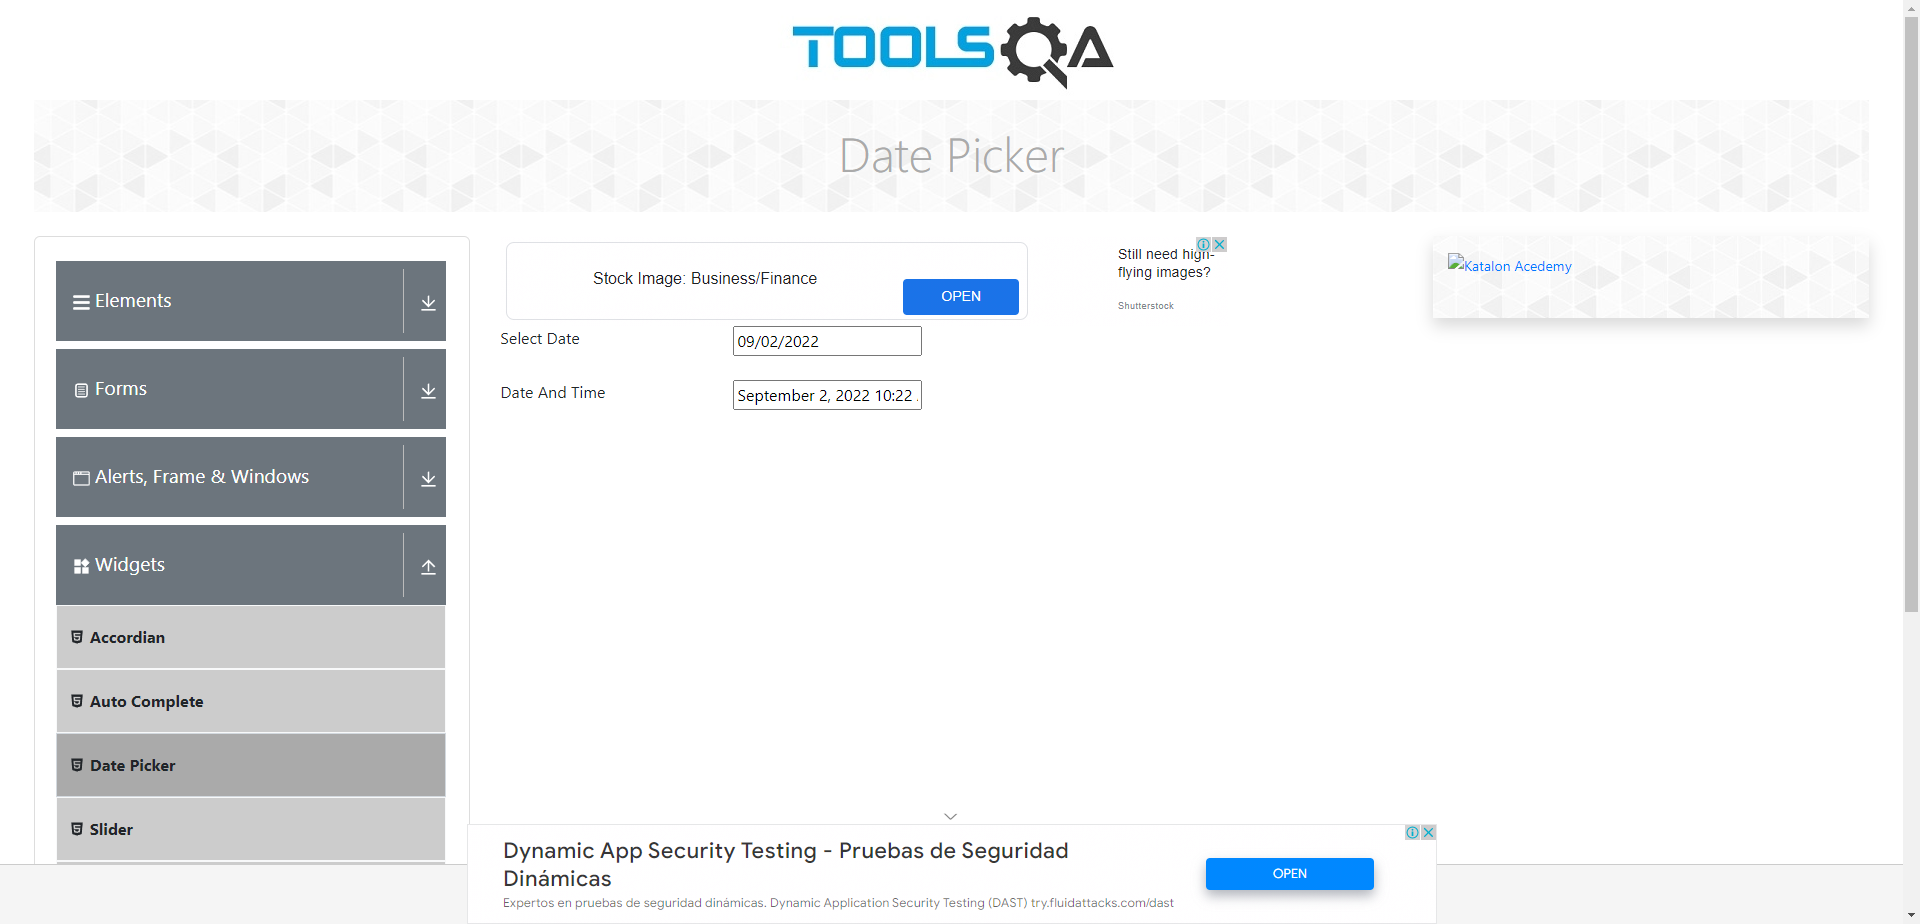 TOOLSQA
Date Picker
Elements
Forms
Alerts, Frame & Windows
Widgets
Accordian
Auto Complete
Date Picker
Slider
Stock Image: Business/Finance
OPEN
Still need high-
flying images?
Shutterstock
Katalon Acedemy
Select Date
09/02/2022
Date And Time
September 2, 2022 10:22
Dynamic App Security Testing - Pruebas de Seguridad
Dinámicas
Expertos en pruebas de seguridad dinámicas. Dynamic Application Security Testing (DAST) try.fluidattacks.com/dast
OPEN